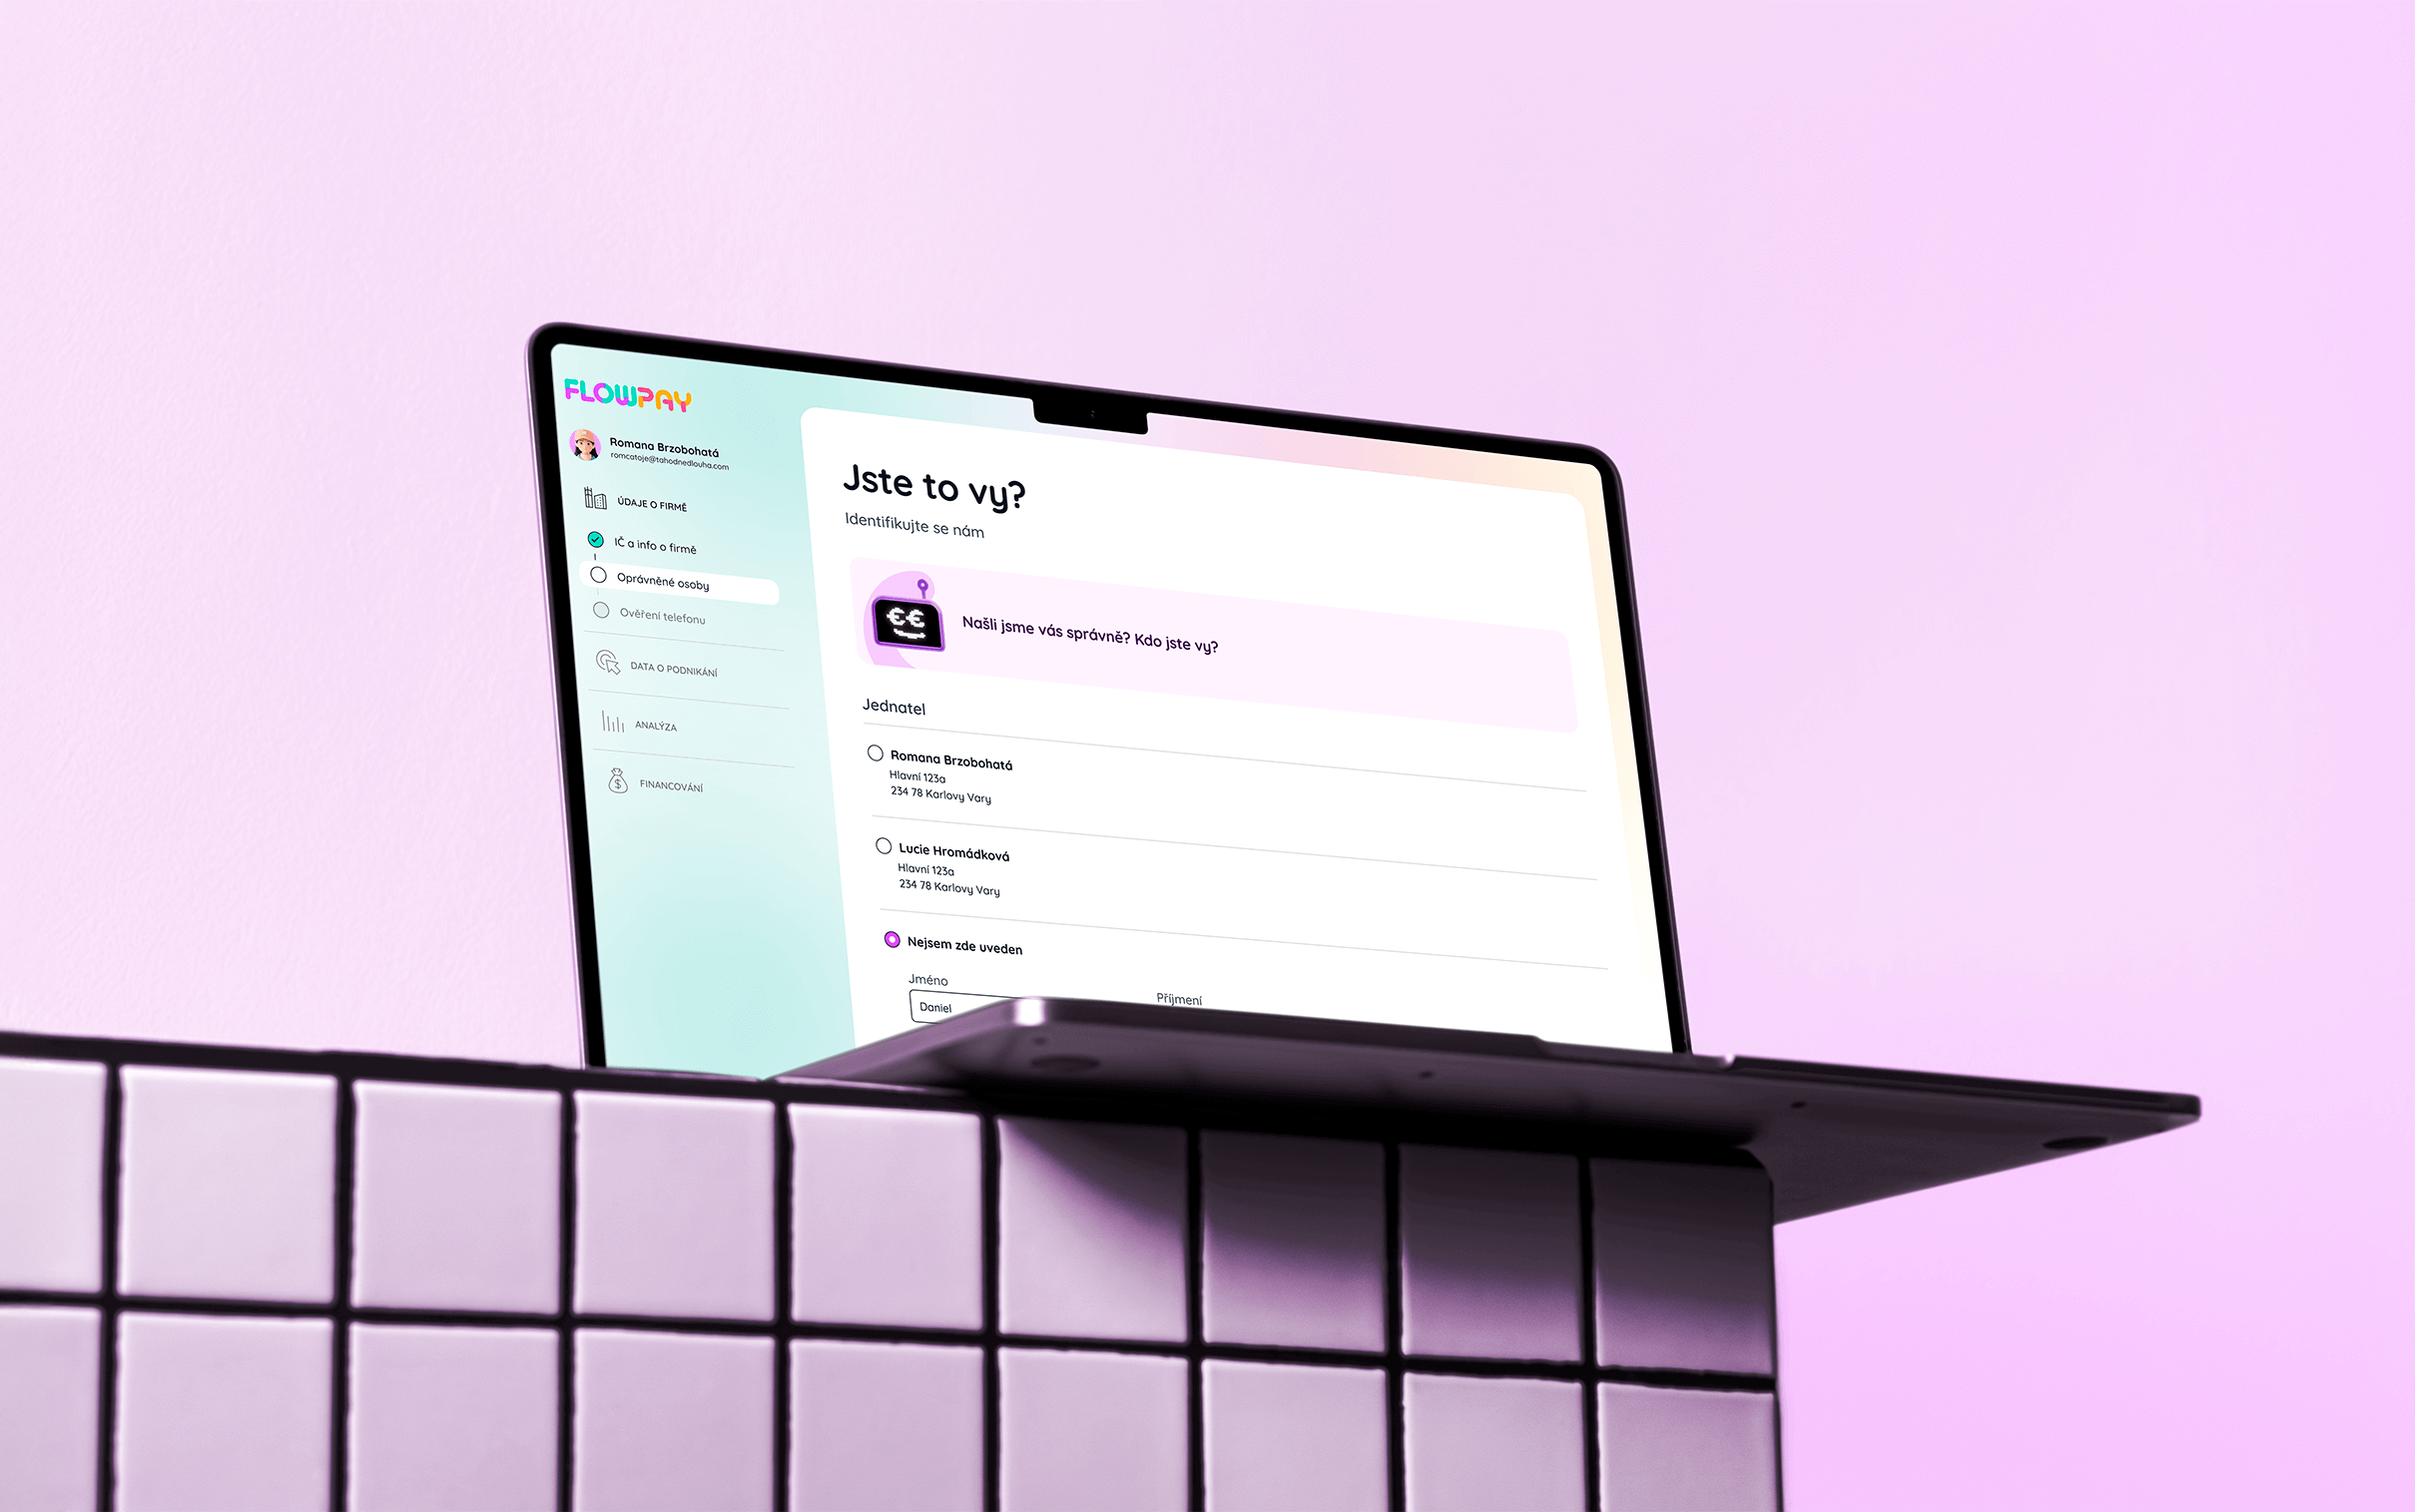 FLOWPAY
Romana Brzobohatá
romcatoje@tahodnedlouha.com
ÚDAJE O FIRMĚ
IČ a info o firmě
Oprávněné osoby
Ověření telefonu
DATA O PODNIKÁNÍ
ANALÝZA
FINANCOVÁNÍ
Jste to vy?
Identifikujte se nám
€€
Našli jsme vás správně? Kdo jste vy?
Jednatel
Romana Brzobohatá
Hlavní 123a
234 78 Karlovy Vary
Lucie Hromádková
Hlavní 123a
234 78 Karlovy Vary
Nejsem zde uveden
Jméno
Daniel
Příjmení